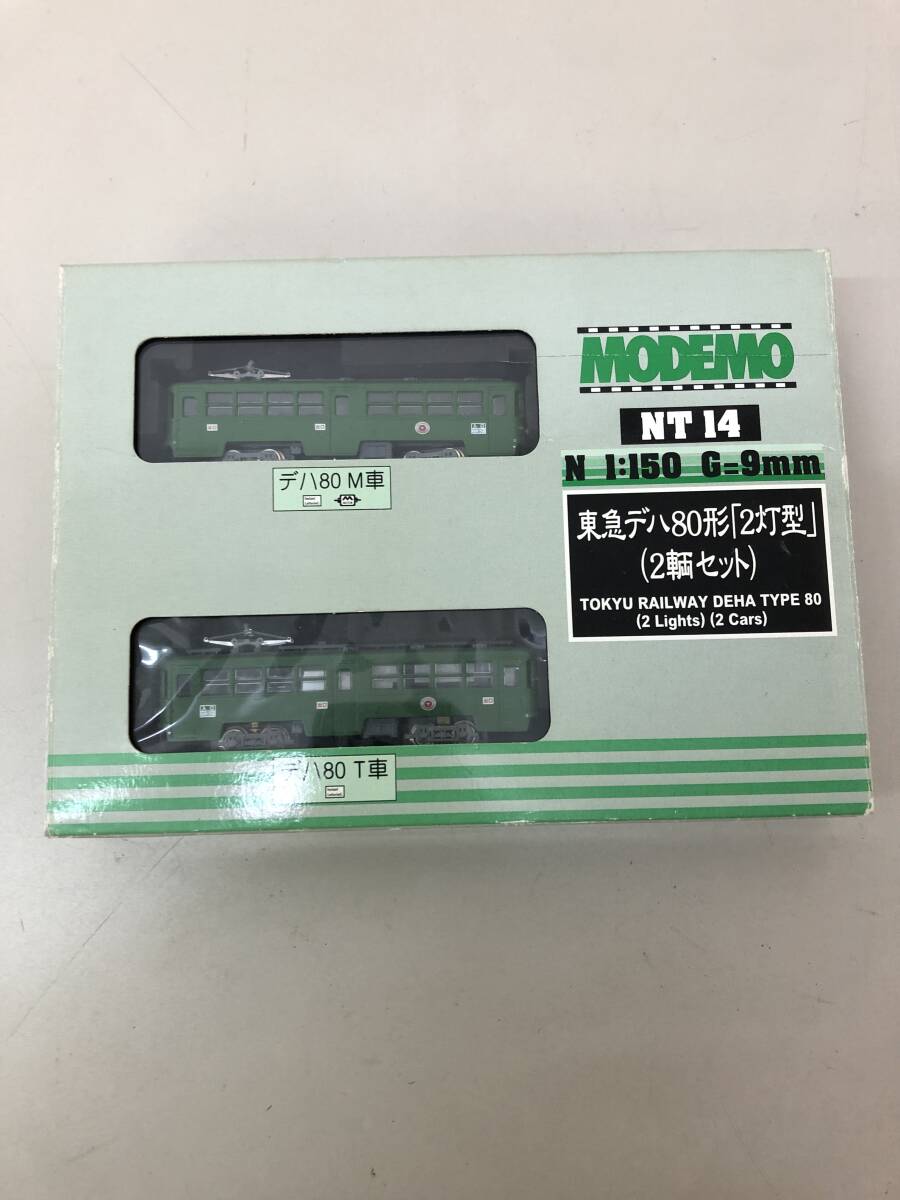 MODEMO
NT 14
N 1:150 G=9mm
東急デハ80形「2灯型」
(2輌セット)
TOKYU RAILWAY DEHA TYPE 80
(2 Lights) (2 Cars)
デハ80 M車
M
デハ80 T車